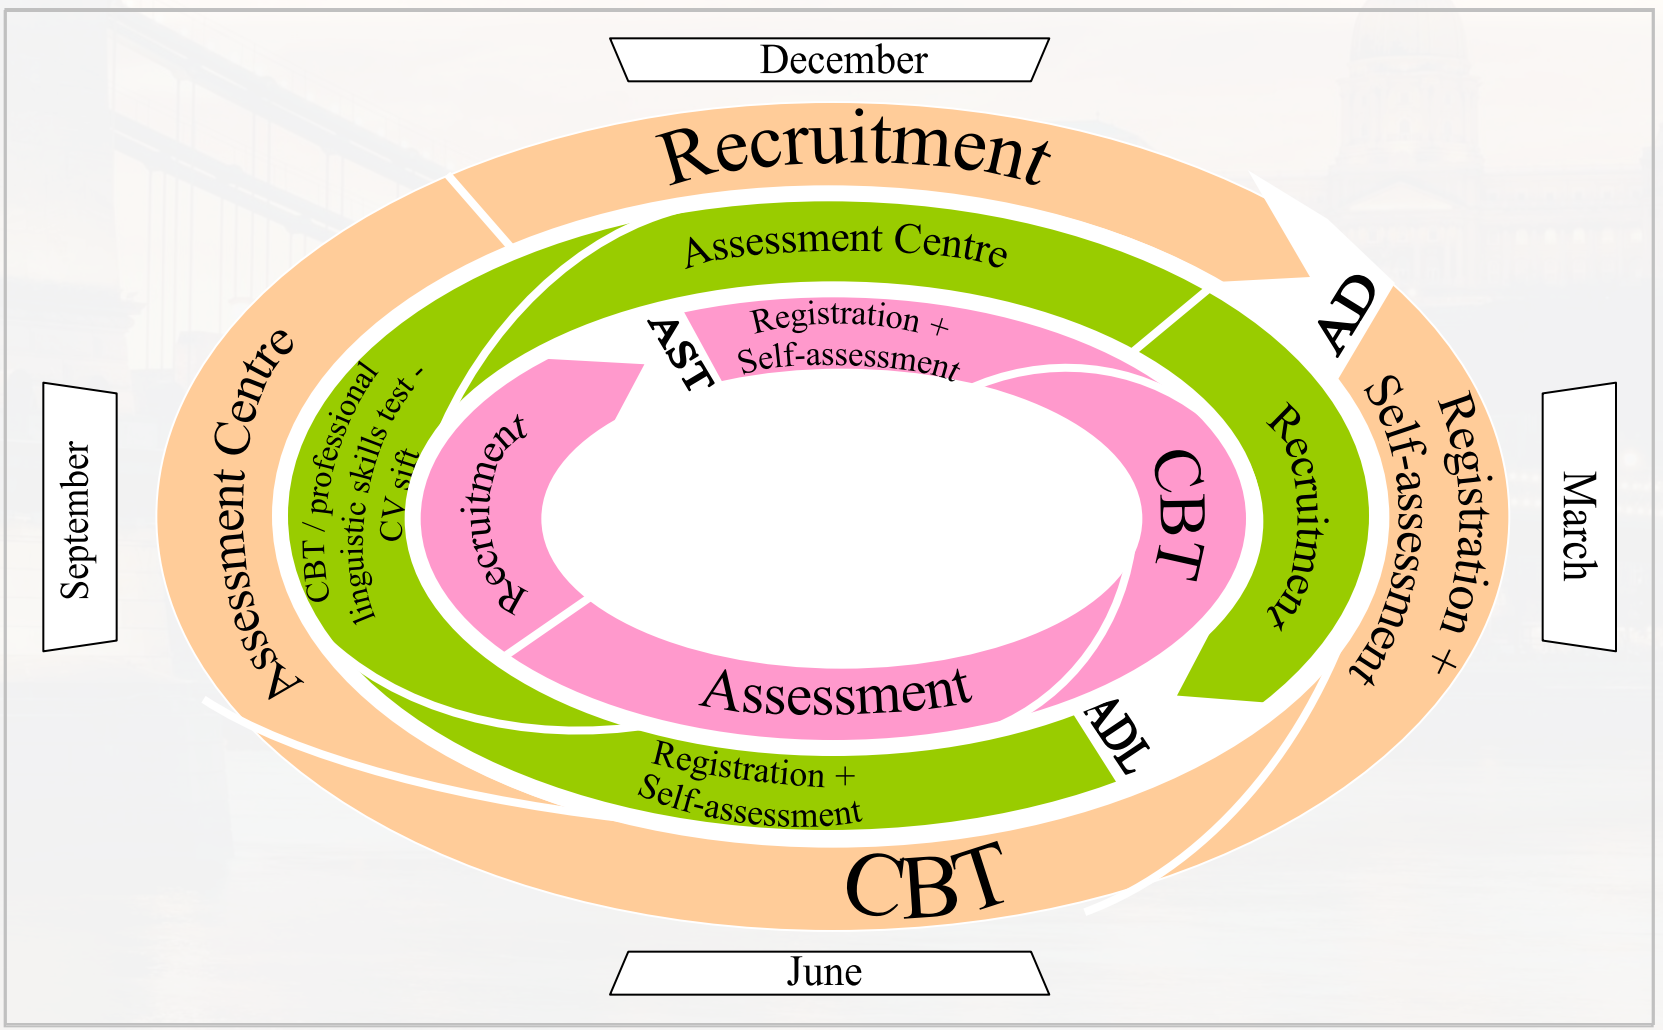 December
Recruitment
Assessment Centre
AST
Registration +
Self-assessment
AD
Registration +
Self-assessment
Recruitment
CBT
Recruitment
CBT / professional
linguistic skills test -
CV sift
Assessment Centre
September
March
Assessment
ADL
Registration +
Self-assessment
CBT
June